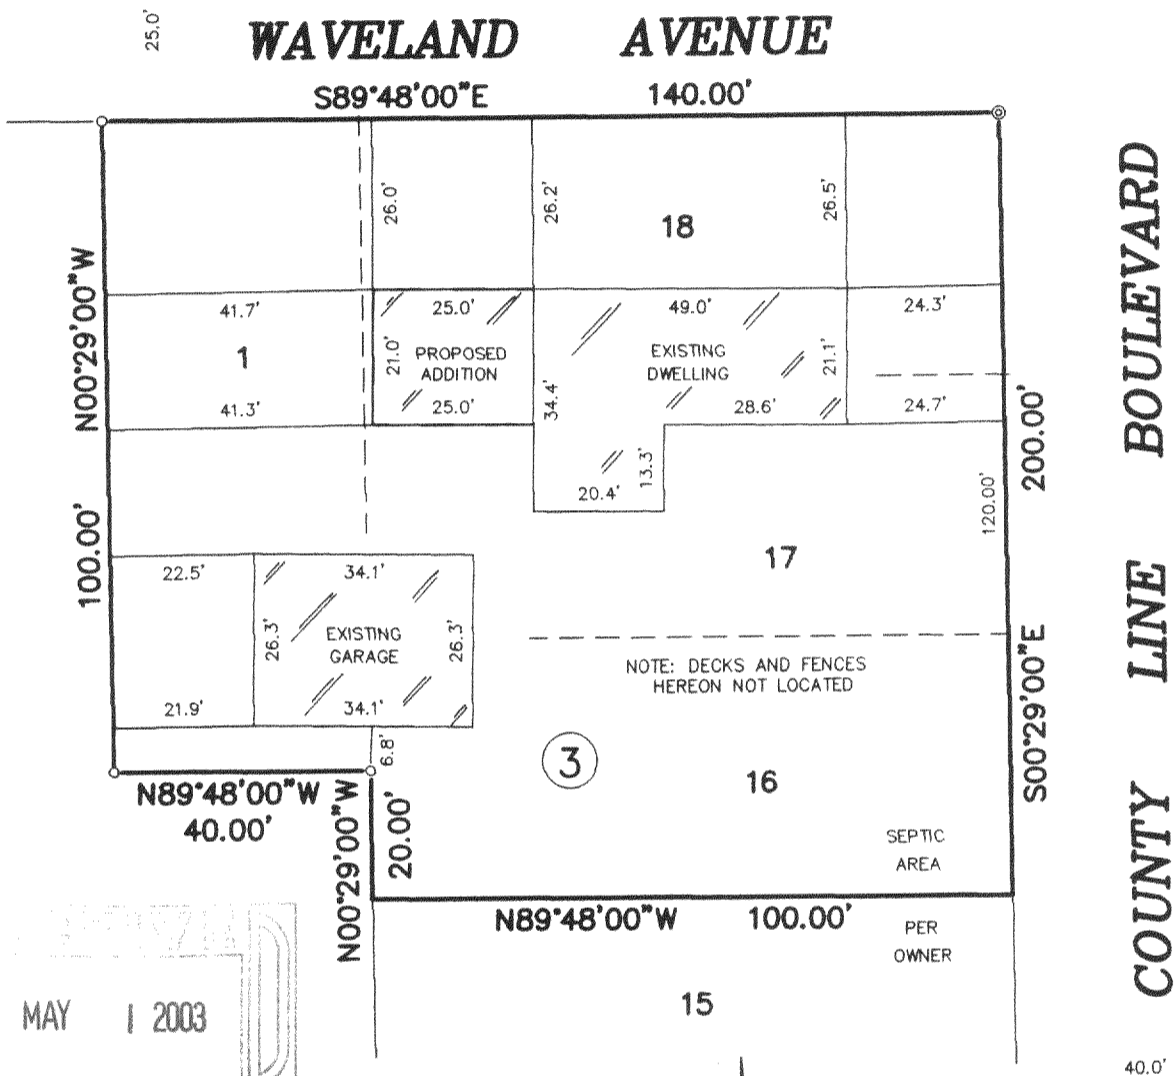 25.0'
WAVELAND AVENUE
S89°48'00"E 140.00'
26.0'
26.2'
26.5'
18
N00°29'00"W
100.00'
41.7'
25.0'
49.0'
24.3'
1
21.0'
PROPOSED
ADDITION
34.4'
EXISTING
DWELLING
21.1'
41.3'
25.0'
28.6'
24.7'
20.4'
13.3'
200.00'
120.00'
S00°29'00"E
17
22.5'
34.1'
26.3'
EXISTING
GARAGE
26.3'
21.9'
34.1'
NOTE: DECKS AND FENCES
HEREON NOT LOCATED
6.8'
3
16
N89°48'00"W
40.00'
N00°29'00"W
20.00'
SEPTIC
AREA
N89°48'00"W 100.00'
PER
OWNER
15
MAY 1 2003
COUNTY LINE BOULEVARD
40.0'